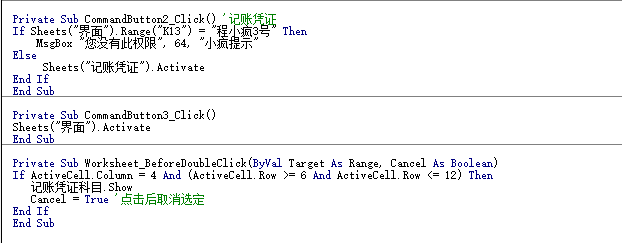 Private Sub CommandButton2_Click() '记账凭证
If Sheets("界面").Range("K13") = "程小疯3号" Then
MsgBox "您没有此权限", 64, "小疯提示"
Else
Sheets("记账凭证").Activate
End If
End Sub
Private Sub CommandButton3_Click()
Sheets("界面").Activate
End Sub
Private Sub Worksheet_BeforeDoubleClick(ByVal Target As Range, Cancel As Boolean)
If ActiveCell.Column = 4 And (ActiveCell.Row >= 6 And ActiveCell.Row <= 12) Then
记账凭证科目.Show
Cancel = True '点击后取消选定
End If
End Sub